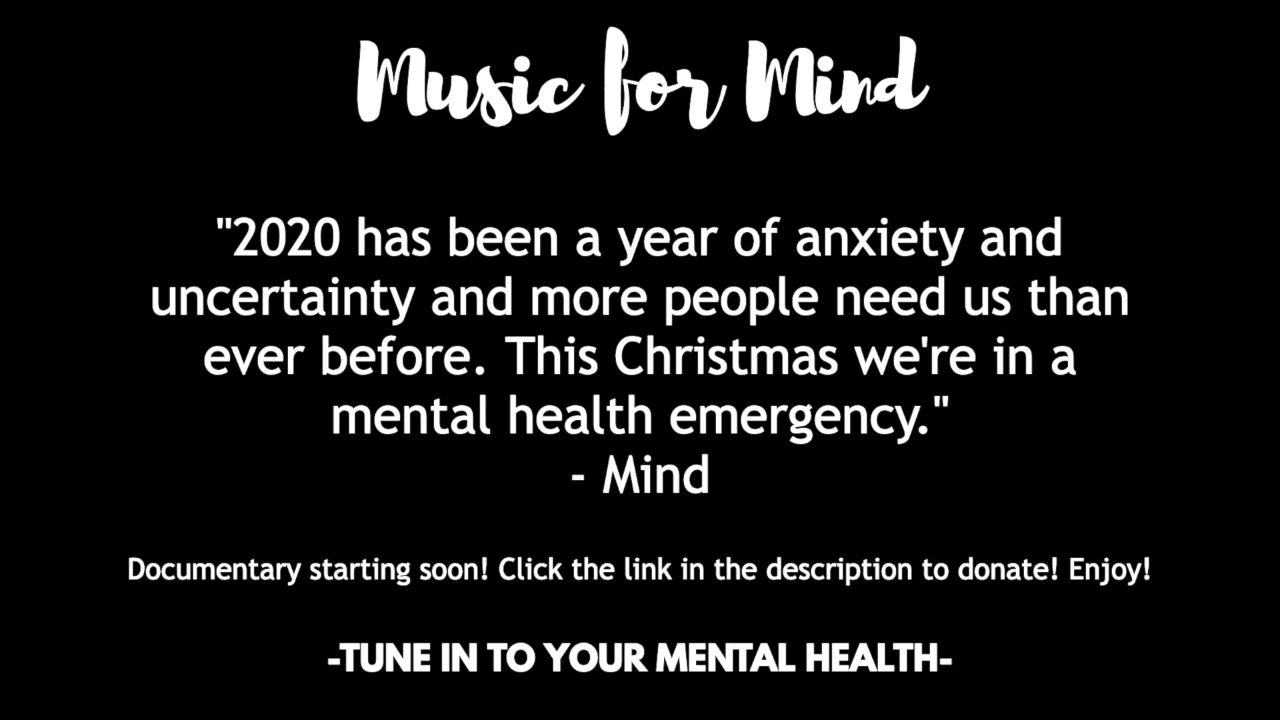 Music for Mind
"2020 has been a year of anxiety and
uncertainty and more people need us than
ever before. This Christmas we're in a
mental health emergency."
- Mind
Documentary starting soon! Click the link in the description to donate! Enjoy!
-TUNE IN TO YOUR MENTAL HEALTH-